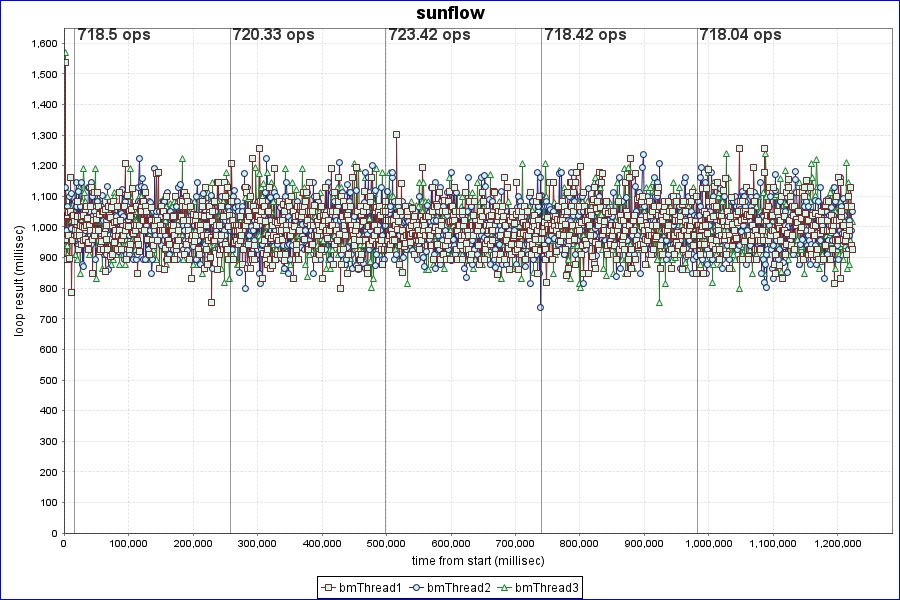 sunflow
718.5 ops 720.33 ops 723.42 ops 718.42 ops 718.04 ops
1,600
1,500
1,400
1,300
1,200
1,100
1,000
900
800
700
600
500
400
300
200
100
0
loop result (millisec)
0 100,000 200,000 300,000 400,000 500,000 600,000 700,000 800,000 900,000 1,000,000 1,100,000 1,200,000
time from start (millisec)
bmThread1 bmThread2 bmThread3